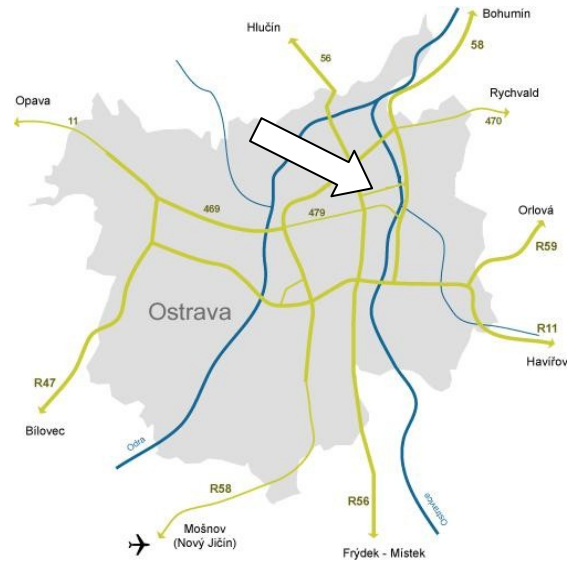 Bohumín
Hlučín
58
56
Opava
Rychvald
11
470
469
479
Orlová
R59
Ostrava
R11
Havířov
R47
Bílovec
Odra
R58
R56
Ostravice
Mošnov
(Nový Jičín)
Frýdek - Místek